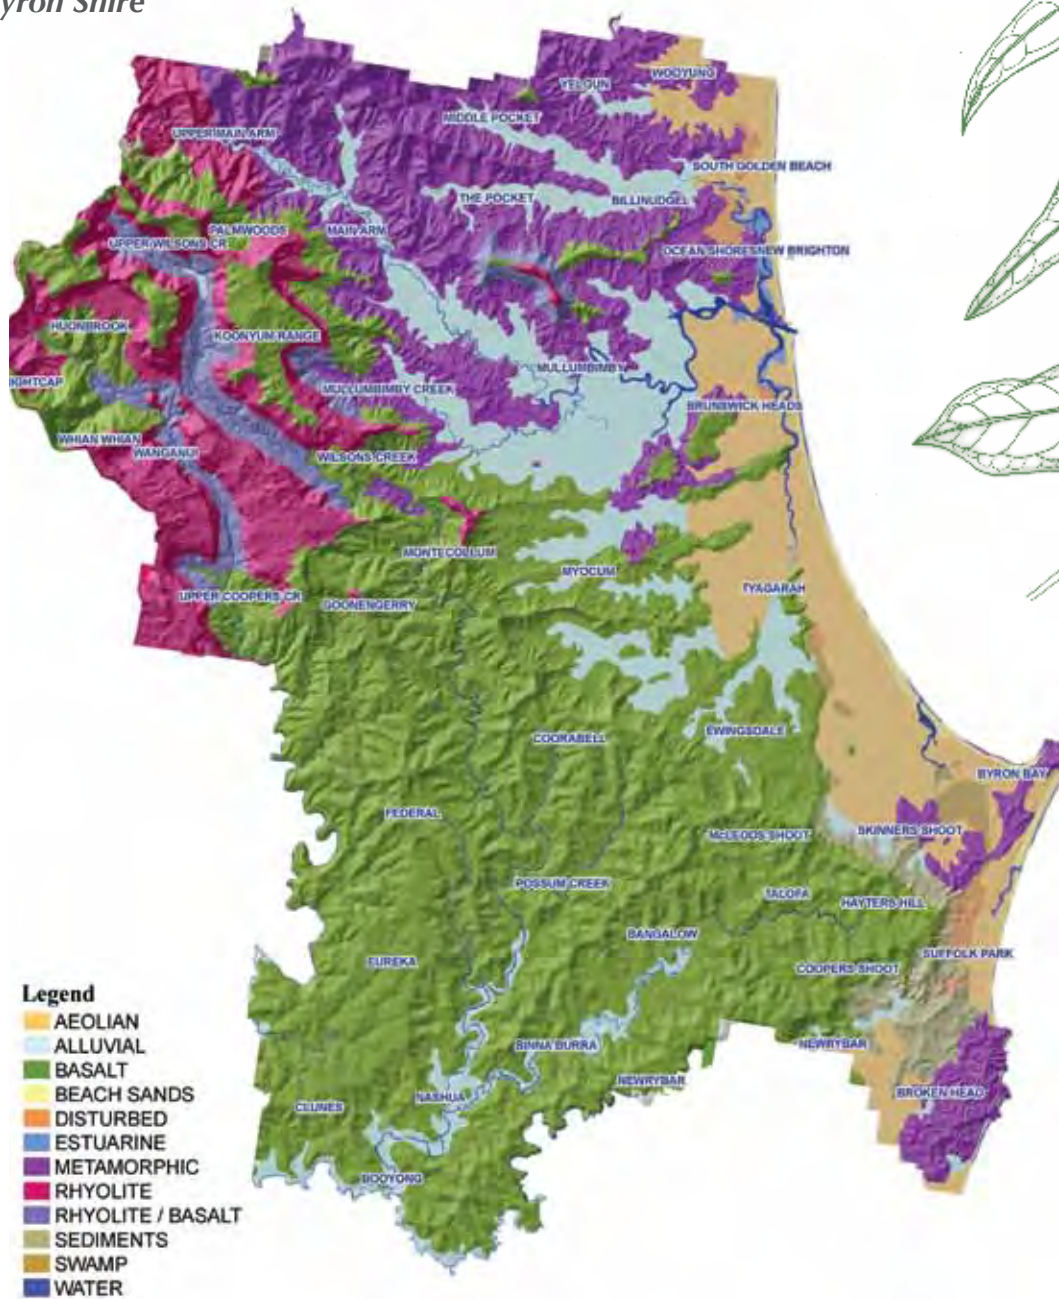 yron Shire
WOOYUNG
YELGUN
MIDDLE POCKET
UPPER MAIN ARM
SOUTH GOLDEN BEACH
THE POCKET
BILLINUDGEL
PALMWOODS
MAIN ARM
UPPER WILSONS CR
OCEAN SHORES NEW BRIGHTON
HUONBROOK
KOONYUM RANGE
MULLUMBIMBY
IGHTCAP
MULLUMBIMBY CREEK
BRUNSWICK HEADS
WHIAN WHIAN
WANGANUI
WILSONS CREEK
MONTECOLLUM
MYOCUM
TYAGARAH
UPPER COOPERS CR
GOONENGERRY
COORABELL
EWINGSDALE
BYRON BAY
FEDERAL
McLEODS SHOOT
SKINNERS SHOOT
POSSUM CREEK
TALOFA
HAYTERS HILL
BANGALOW
EUREKA
COOPERS SHOOT
SUFFOLK PARK
BINNA BURRA
NEWRYBAR
NEWRYBAR
CLUNES
NASHUA
BROKEN HEAD
BOOYONG
Legend
AEOLIAN
ALLUVIAL
BASALT
BEACH SANDS
DISTURBED
ESTUARINE
METAMORPHIC
RHYOLITE
RHYOLITE / BASALT
SEDIMENTS
SWAMP
WATER